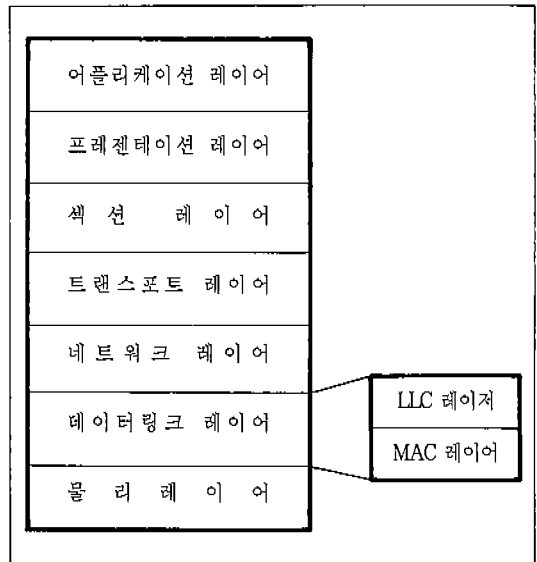 어플리케이션 레이어
프레젠테이션 레이어
섹션 레이어
트랜스포트 레이어
네트워크 레이어
데이터링크 레이어
물리레이어
LLC 레이저
MAC 레이어